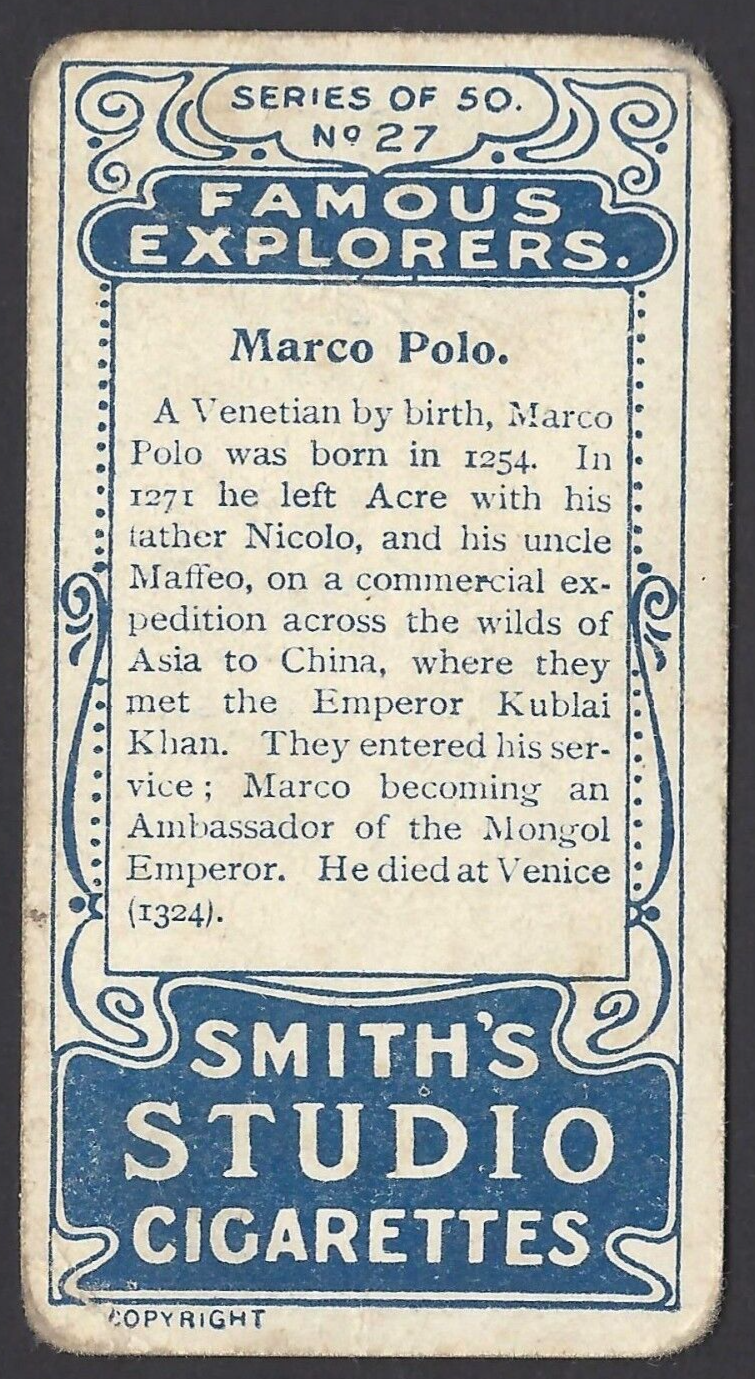 SERIES OF 50.
Nº 27
FAMOUS
EXPLORERS.
Marco Polo.
A Venetian by birth, Marco
Polo was born in 1254. In
1271 he left Acre with his
father Nicolo, and his uncle
Maffeo, on a commercial ex-
pedition across the wilds of
Asia to China, where they
met the Emperor Kublai
Khan. They entered his ser-
vice; Marco becoming an
Ambassador of the Mongol
Emperor. He died at Venice
(1324).
SMITH'S
STUDIO
CIGARETTES
COPYRIGHT